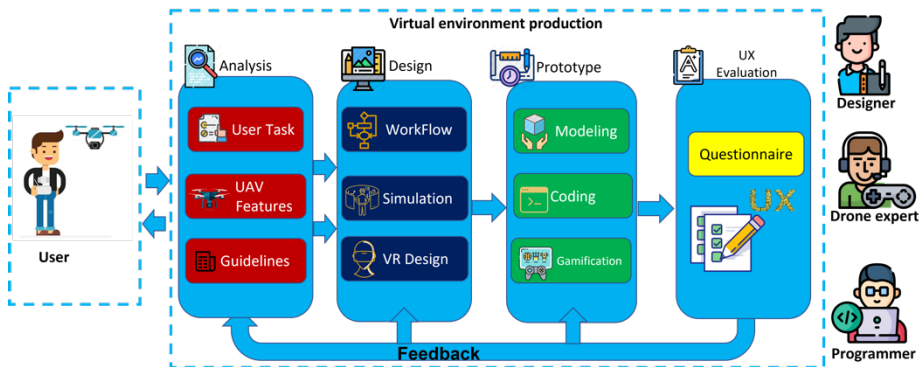 Virtual environment production
Analysis
Design
Prototype
UX
Evaluation
Designer
User Task
WorkFlow
Modeling
Questionnaire
UAV
Features
Simulation
Coding
UX
Drone expert
User
Guidelines
VR Design
Gamification
Feedback
Programmer